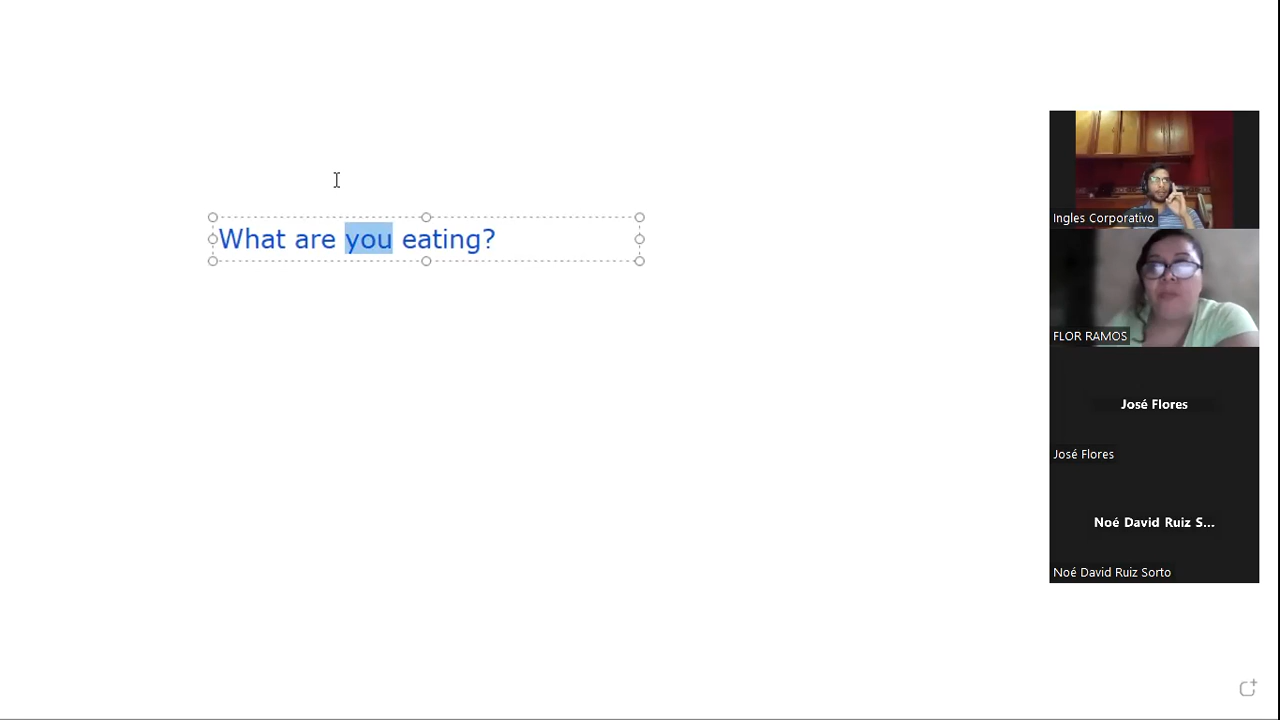 What are you eating?
Ingles Corporativo
FLOR RAMOS
José Flores
José Flores
Noé David Ruiz S...
Noé David Ruiz Sorto